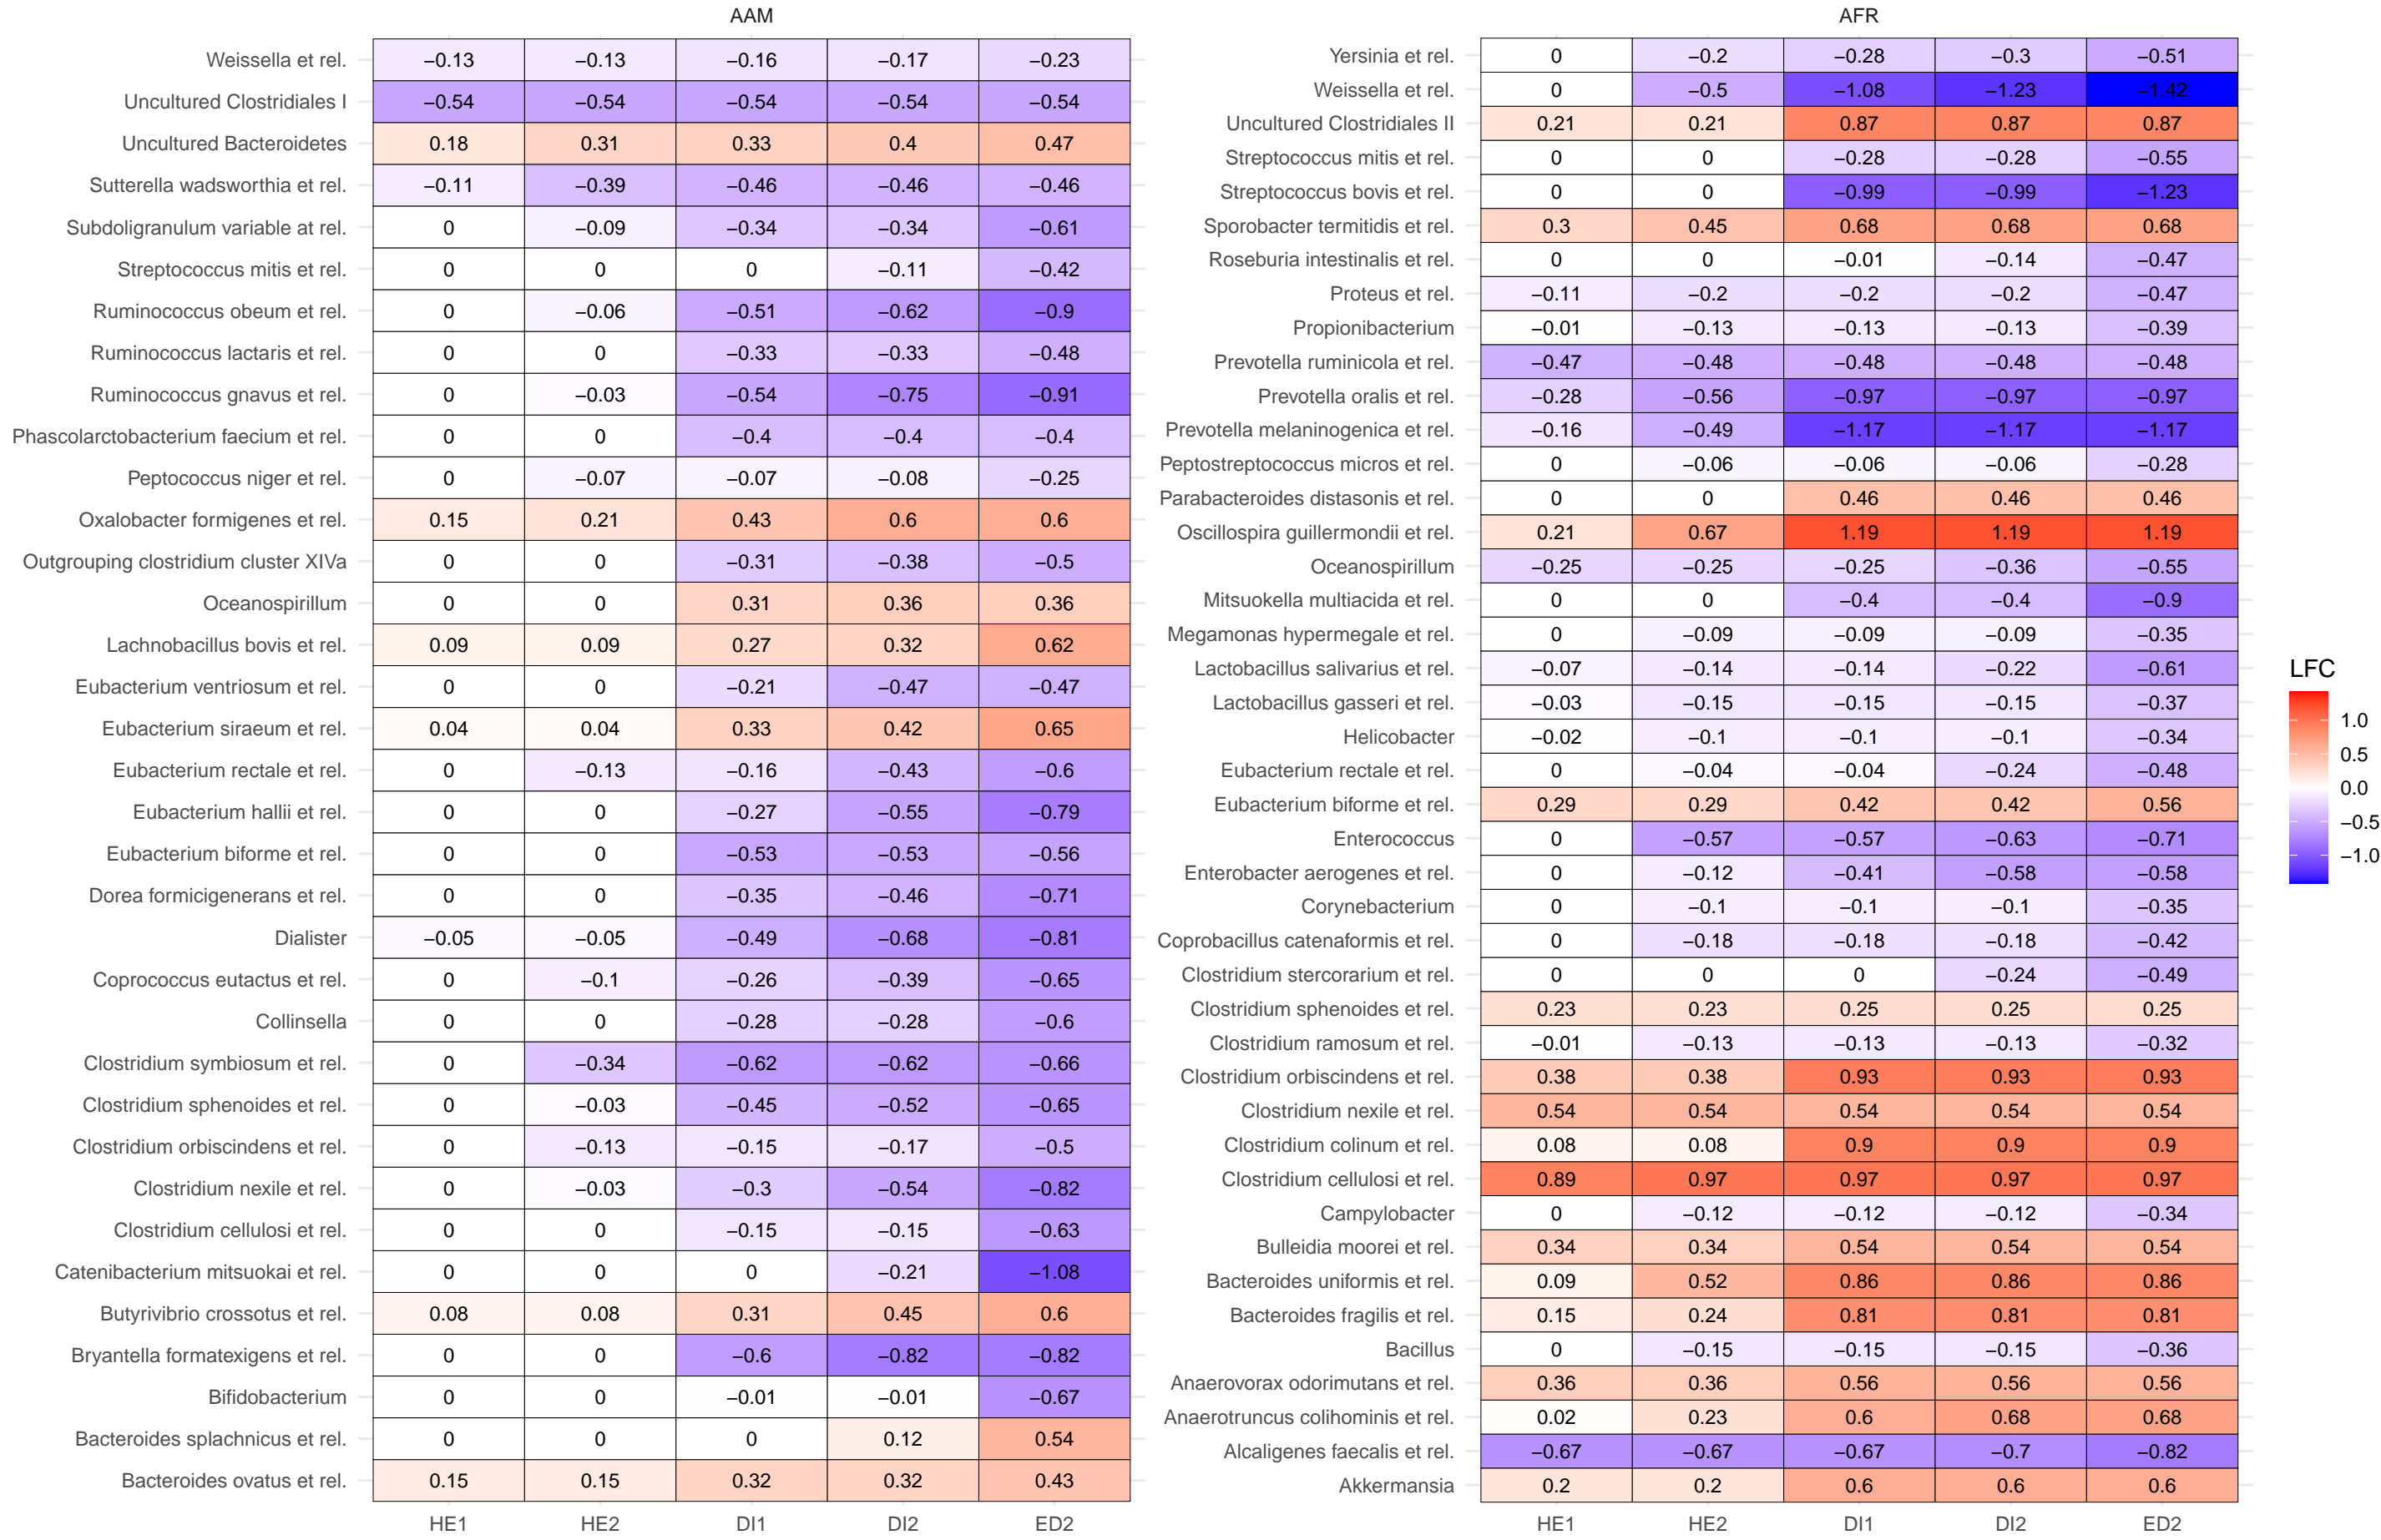 AAM
Weissella et rel. −0.13 −0.13 −0.16 −0.17 −0.23
Uncultured Clostridiales I −0.54 −0.54 −0.54 −0.54 −0.54
Uncultured Bacteroidetes 0.18 0.31 0.33 0.4 0.47
Sutterella wadsworthia et rel. −0.11 −0.39 −0.46 −0.46 −0.46
Subdoligranulum variable at rel. 0 −0.09 −0.34 −0.34 −0.61
Streptococcus mitis et rel. 0 0 0 −0.11 −0.42
Ruminococcus obeum et rel. 0 −0.06 −0.51 −0.62 −0.9
Ruminococcus lactaris et rel. 0 0 −0.33 −0.33 −0.48
Ruminococcus gnavus et rel. 0 −0.03 −0.54 −0.75 −0.91
Phascolarctobacterium faecium et rel. 0 0 −0.4 −0.4 −0.4
Peptococcus niger et rel. 0 −0.07 −0.07 −0.08 −0.25
Oxalobacter formigenes et rel. 0.15 0.21 0.43 0.6 0.6
Outgrouping clostridium cluster XIVa 0 0 −0.31 −0.38 −0.5
Oceanospirillum 0 0 0.31 0.36 0.36
Lachnobacillus bovis et rel. 0.09 0.09 0.27 0.32 0.62
Eubacterium ventriosum et rel. 0 0 −0.21 −0.47 −0.47
Eubacterium siraeum et rel. 0.04 0.04 0.33 0.42 0.65
Eubacterium rectale et rel. 0 −0.13 −0.16 −0.43 −0.6
Eubacterium hallii et rel. 0 0 −0.27 −0.55 −0.79
Eubacterium biforme et rel. 0 0 −0.53 −0.53 −0.56
Dorea formicigenerans et rel. 0 0 −0.35 −0.46 −0.71
Dialister −0.05 −0.05 −0.49 −0.68 −0.81
Coprococcus eutactus et rel. 0 −0.1 −0.26 −0.39 −0.65
Collinsella 0 0 −0.28 −0.28 −0.6
Clostridium symbiosum et rel. 0 −0.34 −0.62 −0.62 −0.66
Clostridium sphenoides et rel. 0 −0.03 −0.45 −0.52 −0.65
Clostridium orbiscindens et rel. 0 −0.13 −0.15 −0.17 −0.5
Clostridium nexile et rel. 0 −0.03 −0.3 −0.54 −0.82
Clostridium cellulosi et rel. 0 0 −0.15 −0.15 −0.63
Catenibacterium mitsuokai et rel. 0 0 0 −0.21 −1.08
Butyrivibrio crossotus et rel. 0.08 0.08 0.31 0.45 0.6
Bryantella formatexigens et rel. 0 0 −0.6 −0.82 −0.82
Bifidobacterium 0 0 −0.01 −0.01 −0.67
Bacteroides splachnicus et rel. 0 0 0 0.12 0.54
Bacteroides ovatus et rel. 0.15 0.15 0.32 0.32 0.43
HE1 HE2 DI1 DI2 ED2
AFR
Yersinia et rel. 0 −0.2 −0.28 −0.3 −0.51
Weissella et rel. 0 −0.5 −1.08 −1.23 −1.42
Uncultured Clostridiales II 0.21 0.21 0.87 0.87 0.87
Streptococcus mitis et rel. 0 0 −0.28 −0.28 −0.55
Streptococcus bovis et rel. 0 0 −0.99 −0.99 −1.23
Sporobacter termitidis et rel. 0.3 0.45 0.68 0.68 0.68
Roseburia intestinalis et rel. 0 0 −0.01 −0.14 −0.47
Proteus et rel. −0.11 −0.2 −0.2 −0.2 −0.47
Propionibacterium −0.01 −0.13 −0.13 −0.13 −0.39
Prevotella ruminicola et rel. −0.47 −0.48 −0.48 −0.48 −0.48
Prevotella oralis et rel. −0.28 −0.56 −0.97 −0.97 −0.97
Prevotella melaninogenica et rel. −0.16 −0.49 −1.17 −1.17 −1.17
Peptostreptococcus micros et rel. 0 −0.06 −0.06 −0.06 −0.28
Parabacteroides distasonis et rel. 0 0 0.46 0.46 0.46
Oscillospira guillermondii et rel. 0.21 0.67 1.19 1.19 1.19
Oceanospirillum −0.25 −0.25 −0.25 −0.36 −0.55
Mitsuokella multiacida et rel. 0 0 −0.4 −0.4 −0.9
Megamonas hypermegale et rel. 0 −0.09 −0.09 −0.09 −0.35
Lactobacillus salivarius et rel. −0.07 −0.14 −0.14 −0.22 −0.61
Lactobacillus gasseri et rel. −0.03 −0.15 −0.15 −0.15 −0.37
Helicobacter −0.02 −0.1 −0.1 −0.1 −0.34
Eubacterium rectale et rel. 0 −0.04 −0.04 −0.24 −0.48
Eubacterium biforme et rel. 0.29 0.29 0.42 0.42 0.56
Enterococcus 0 −0.57 −0.57 −0.63 −0.71
Enterobacter aerogenes et rel. 0 −0.12 −0.41 −0.58 −0.58
Corynebacterium 0 −0.1 −0.1 −0.1 −0.35
Coprobacillus catenaformis et rel. 0 −0.18 −0.18 −0.18 −0.42
Clostridium stercorarium et rel. 0 0 0 −0.24 −0.49
Clostridium sphenoides et rel. 0.23 0.23 0.25 0.25 0.25
Clostridium ramosum et rel. −0.01 −0.13 −0.13 −0.13 −0.32
Clostridium orbiscindens et rel. 0.38 0.38 0.93 0.93 0.93
Clostridium nexile et rel. 0.54 0.54 0.54 0.54 0.54
Clostridium colinum et rel. 0.08 0.08 0.9 0.9 0.9
Clostridium cellulosi et rel. 0.89 0.97 0.97 0.97 0.97
Campylobacter 0 −0.12 −0.12 −0.12 −0.34
Bulleidia moorei et rel. 0.34 0.34 0.54 0.54 0.54
Bacteroides uniformis et rel. 0.09 0.52 0.86 0.86 0.86
Bacteroides fragilis et rel. 0.15 0.24 0.81 0.81 0.81
Bacillus 0 −0.15 −0.15 −0.15 −0.36
Anaerovorax odorimutans et rel. 0.36 0.36 0.56 0.56 0.56
Anaerotruncus colihominis et rel. 0.02 0.23 0.6 0.68 0.68
Alcaligenes faecalis et rel. −0.67 −0.67 −0.67 −0.7 −0.82
Akkermansia 0.2 0.2 0.6 0.6 0.6
HE1 HE2 DI1 DI2 ED2
LFC
1.0
0.5
0.0
−0.5
−1.0